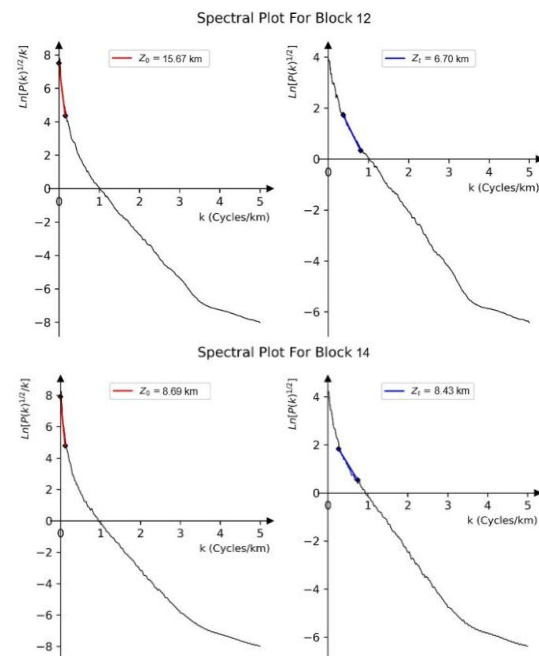 Spectral Plot For Block 12
Ln[P(k)^1/2/k]
8
6
4
2
0
−2
−4
−6
−8
0 1 2 3 4 5
k (Cycles/km)
Z₀ = 15.67 km
Ln[P(k)^1/2]
4
2
0
−2
−4
−6
0 1 2 3 4 5
k (Cycles/km)
Zₜ = 6.70 km
Spectral Plot For Block 14
Ln[P(k)^1/2/k]
8
6
4
2
0
−2
−4
−6
−8
0 1 2 3 4 5
k (Cycles/km)
Z₀ = 8.69 km
Ln[P(k)^1/2]
4
2
0
−2
−4
−6
0 1 2 3 4 5
k (Cycles/km)
Zₜ = 8.43 km